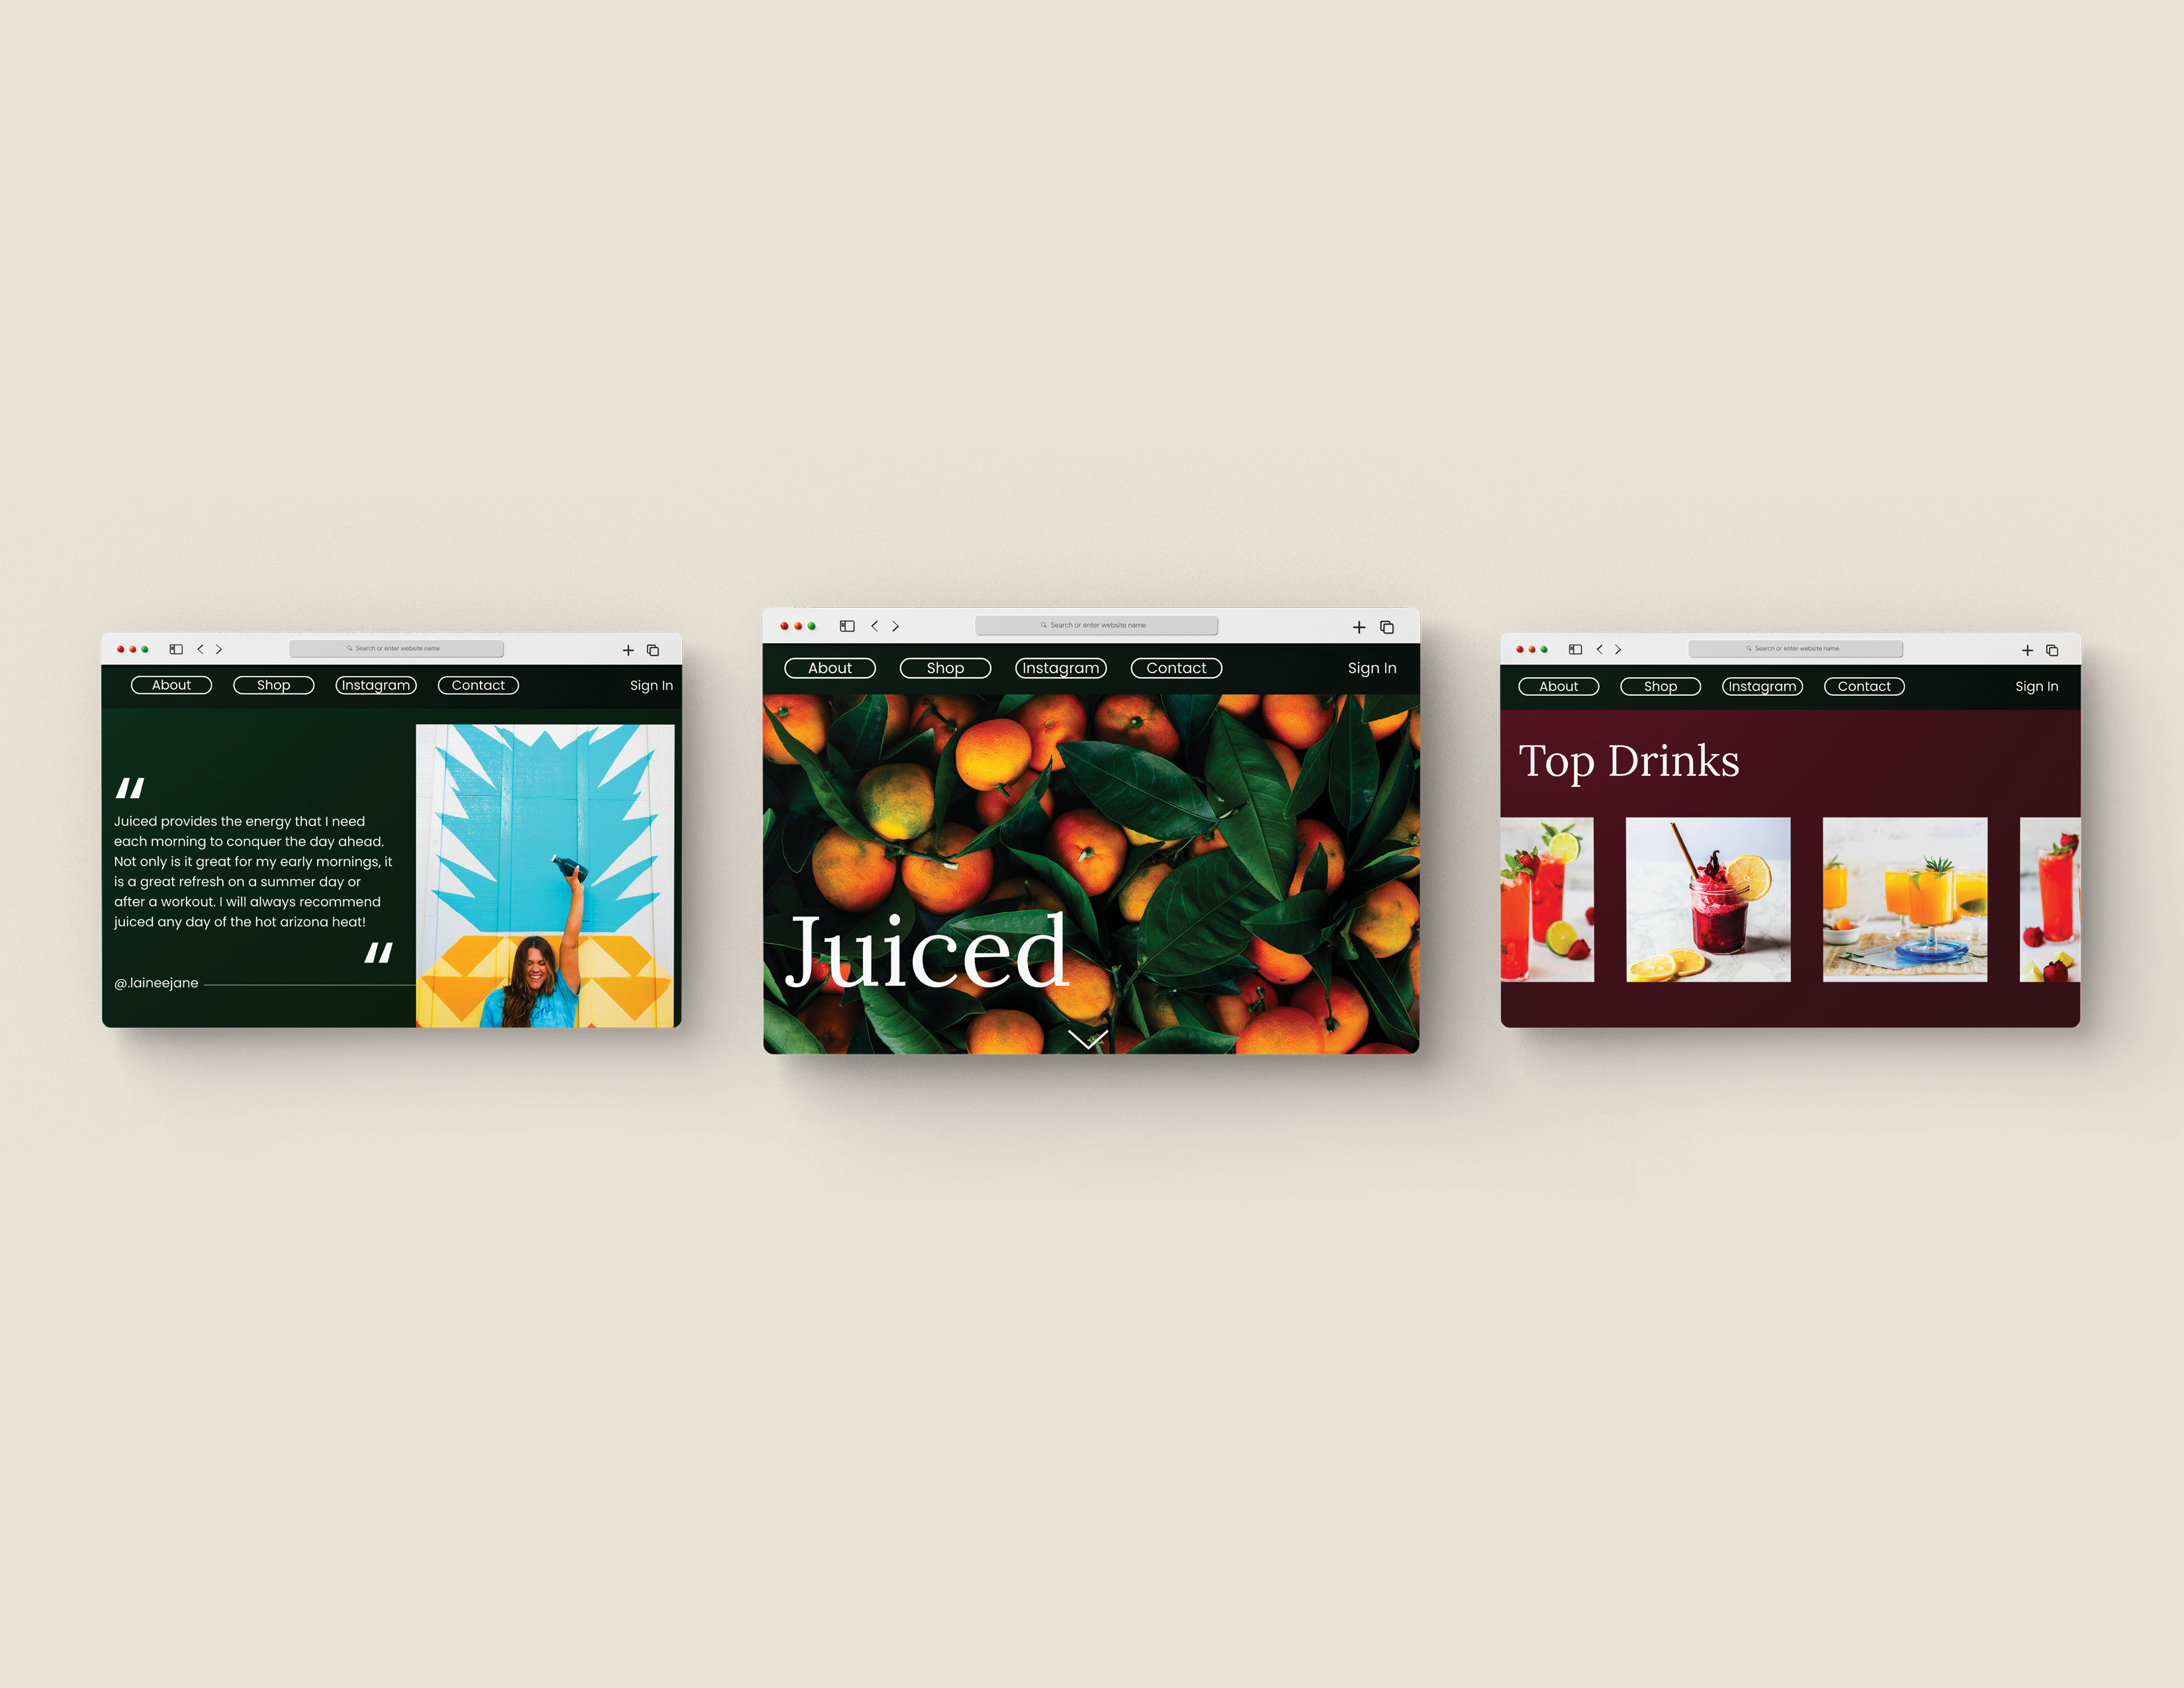 Search or enter website name
About Shop Instagram Contact Sign In
“
Juiced provides the energy that I need
each morning to conquer the day ahead.
Not only is it great for my early mornings, it
is a great refresh on a summer day or
after a workout. I will always recommend
juiced any day of the hot arizona heat!
“
@.laineejane
Search or enter website name
About Shop Instagram Contact Sign In
Juiced
Search or enter website name
About Shop Instagram Contact Sign In
Top Drinks